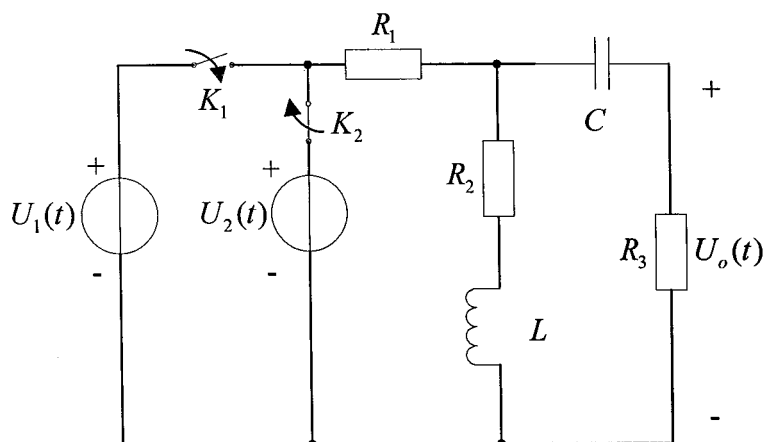 R₁
K₁
K₂
C
+
+
+
U₁(t)
U₂(t)
R₂
R₃
Uₒ(t)
-
-
L
-